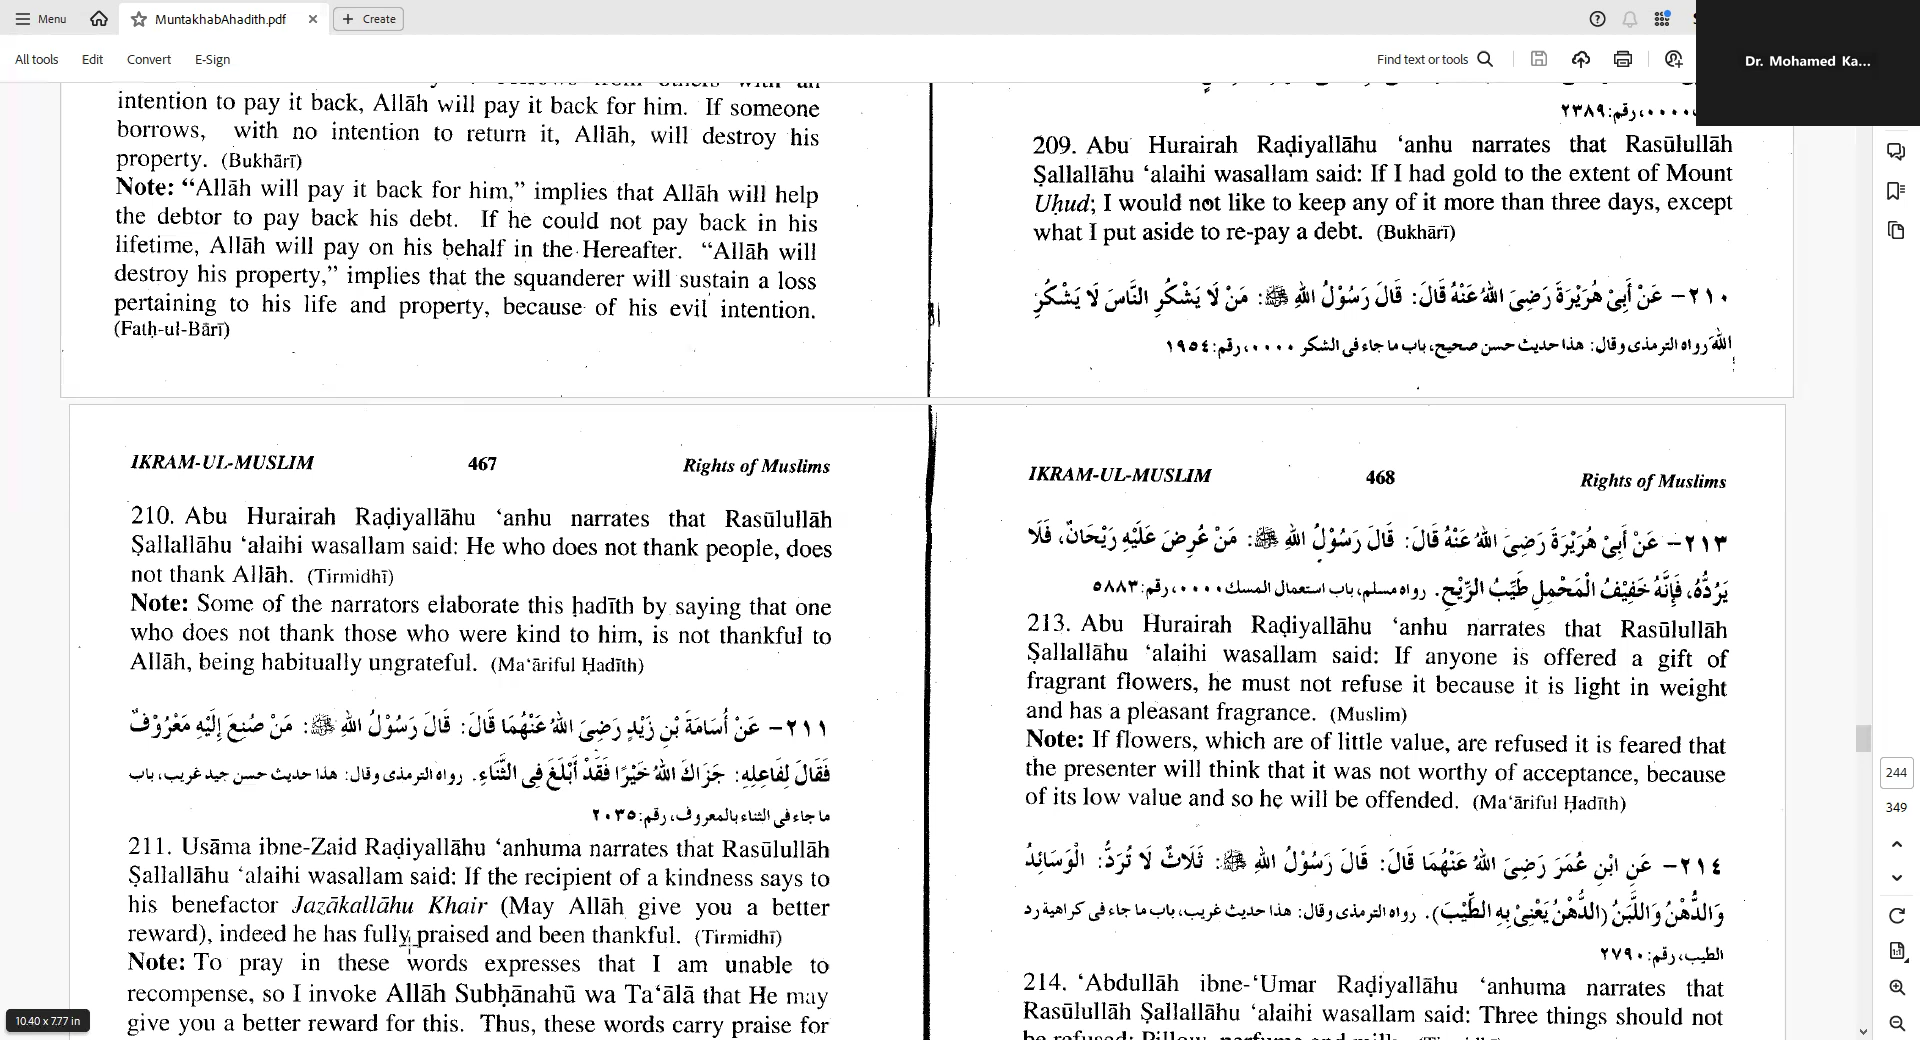 Menu
MuntakhabAhadith.pdf
Create
All tools
Edit
Convert
E-Sign
Find text or tools
Dr. Mohamed Ka...
intention to pay it back, Allāh will pay it back for him. If someone
borrows, with no intention to return it, Allāh, will destroy his
property. (Bukhārī)
Note: “Allāh will pay it back for him,” implies that Allāh will help
the debtor to pay back his debt. If he could not pay back in his
lifetime, Allāh will pay on his behalf in the Hereafter. “Allāh will
destroy his property,” implies that the squanderer will sustain a loss
pertaining to his life and property, because of his evil intention.
(Fatḥ-ul-Bārī)
رقم:٢٣٨٩
209. Abu Hurairah Raḍiyallāhu ‘anhu narrates that Rasūlullāh
Ṣallallāhu ‘alaihi wasallam said: If I had gold to the extent of Mount
Uḥud; I would not like to keep any of it more than three days, except
what I put aside to re-pay a debt. (Bukhārī)
٢١٠- عَنْ أَبِيْ هُرَيْرَةَ رَضِيَ اللهُ عَنْهُ قَالَ: قَالَ رَسُوْلُ اللهِ ﷺ: مَنْ لَا يَشْكُرِ النَّاسَ لَا يَشْكُرِ
اللهَ رواه الترمذى وقال: هذا حديث حسن صحيح، باب ما جاء فى الشكر ٠٠٠٠، رقم:١٩٥٤
IKRAM-UL-MUSLIM 467 Rights of Muslims
210. Abu Hurairah Raḍiyallāhu ‘anhu narrates that Rasūlullāh
Ṣallallāhu ‘alaihi wasallam said: He who does not thank people, does
not thank Allāh. (Tirmidhī)
Note: Some of the narrators elaborate this ḥadīth by saying that one
who does not thank those who were kind to him, is not thankful to
Allāh, being habitually ungrateful. (Ma‘āriful Ḥadīth)
٢١١- عَنْ أُسَامَةَ بْنِ زَيْدٍ رَضِيَ اللهُ عَنْهُمَا قَالَ: قَالَ رَسُوْلُ اللهِ ﷺ: مَنْ صُنِعَ إِلَيْهِ مَعْرُوْفٌ
فَقَالَ لِفَاعِلِهِ: جَزَاكَ اللهُ خَيْرًا فَقَدْ أَبْلَغَ فِى الثَّنَاءِ. رواه الترمذى وقال: هذا حديث حسن جيد غريب، باب
ما جاء فى الثناء بالمعروف، رقم:٢٠٣٥
211. Usāma ibne-Zaid Raḍiyallāhu ‘anhuma narrates that Rasūlullāh
Ṣallallāhu ‘alaihi wasallam said: If the recipient of a kindness says to
his benefactor Jazākallāhu Khair (May Allāh give you a better
reward), indeed he has fully praised and been thankful. (Tirmidhī)
Note: To pray in these words expresses that I am unable to
recompense, so I invoke Allāh Subḥānahū wa Ta‘ālā that He may
give you a better reward for this. Thus, these words carry praise for
IKRAM-UL-MUSLIM 468 Rights of Muslims
٢١٣- عَنْ أَبِيْ هُرَيْرَةَ رَضِيَ اللهُ عَنْهُ قَالَ: قَالَ رَسُوْلُ اللهِ ﷺ: مَنْ عُرِضَ عَلَيْهِ رَيْحَانٌ، فَلَا
يَرُدُّهُ، فَإِنَّهُ خَفِيْفُ الْمَحْمِلِ طَيِّبُ الرِّيْحِ. رواه مسلم، باب استعمال المسك ٠٠٠٠، رقم:٥٨٨٣
213. Abu Hurairah Raḍiyallāhu ‘anhu narrates that Rasūlullāh
Ṣallallāhu ‘alaihi wasallam said: If anyone is offered a gift of
fragrant flowers, he must not refuse it because it is light in weight
and has a pleasant fragrance. (Muslim)
Note: If flowers, which are of little value, are refused it is feared that
the presenter will think that it was not worthy of acceptance, because
of its low value and so he will be offended. (Ma‘āriful Ḥadīth)
٢١٤- عَنِ ابْنِ عُمَرَ رَضِيَ اللهُ عَنْهُمَا قَالَ: قَالَ رَسُوْلُ اللهِ ﷺ: ثَلَاثٌ لَا تُرَدُّ: الْوَسَائِدُ
وَالدُّهْنُ وَاللَّبَنُ (الدُّهْنُ يَعْنِيْ بِهِ الطِّيْبَ). رواه الترمذى وقال: هذا حديث غريب، باب ما جاء فى كراهية رد
الطيب، رقم:٢٧٩٠
214. ‘Abdullāh ibne-‘Umar Raḍiyallāhu ‘anhuma narrates that
Rasūlullāh Ṣallallāhu ‘alaihi wasallam said: Three things should not
be refused: Pillow, perfume and milk.
244
349
10.40 x 7.77 in